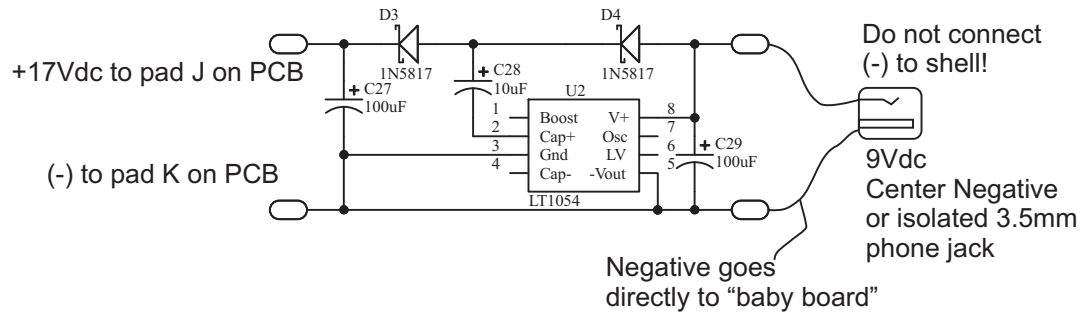 D3
D4
1N5817
1N5817
+17Vdc to pad J on PCB
(-) to pad K on PCB
+ C27
100uF
+ C28
10uF
U2
1 Boost V+ 8
2 Cap+ Osc 7
3 Gnd LV 6
4 Cap- -Vout 5
LT1054
+ C29
100uF
Do not connect
(-) to shell!
9Vdc
Center Negative
or isolated 3.5mm
phone jack
Negative goes
directly to “baby board”